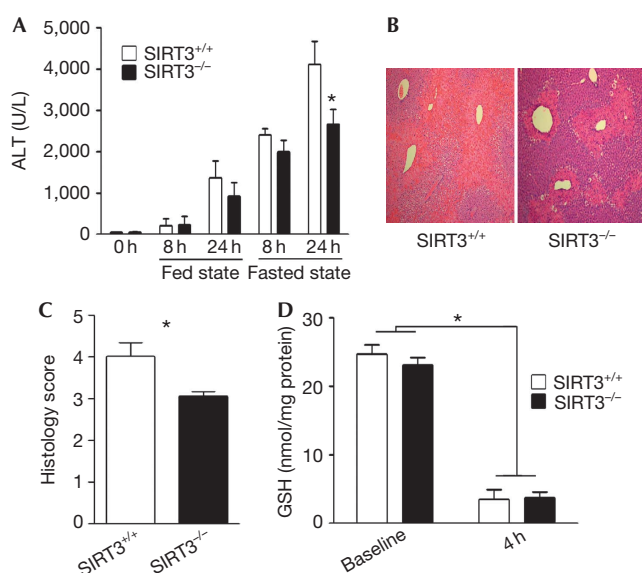 A
ALT (U/L)
5,000
4,000
3,000
2,000
1,000
0
SIRT3+/+
SIRT3−/−
*
0 h
8 h
24 h
8 h
24 h
Fed state
Fasted state
B
SIRT3+/+
SIRT3−/−
C
Histology score
5
4
3
2
1
0
*
SIRT3+/+
SIRT3−/−
D
GSH (nmol/mg protein)
30
20
10
0
*
SIRT3+/+
SIRT3−/−
Baseline
4 h